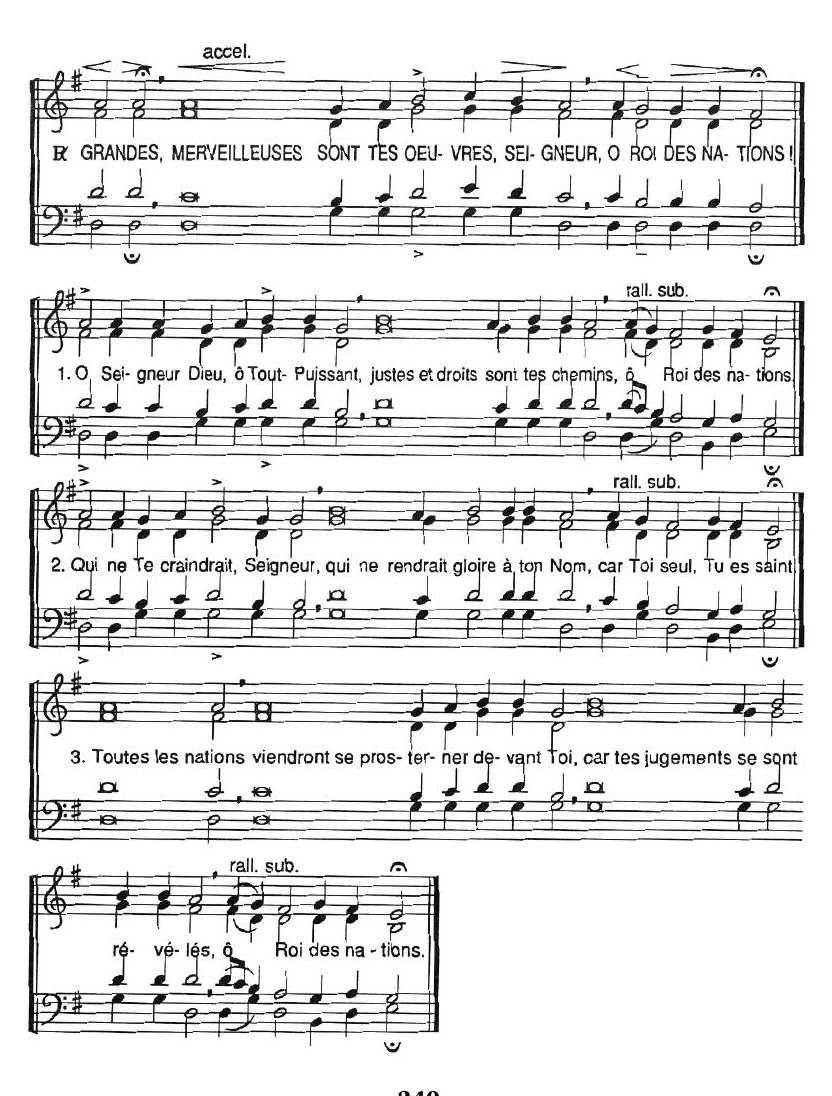 accel.
℟ GRANDES, MERVEILLEUSES SONT TES OEU- VRES, SEI- GNEUR, O ROI DES NA- TIONS !
rall. sub.
1. O Sei- gneur Dieu, ô Tout- Puissant, justes et droits sont tes chemins, ô Roi des na- tions.
rall. sub.
2. Qui ne Te craindrait, Seigneur, qui ne rendrait gloire à ton Nom, car Toi seul, Tu es saint
3. Toutes les nations viendront se pros- ter- ner de- vant Toi, car tes jugements se sont
rall. sub.
ré- vé- lés, ô Roi des na - tions.